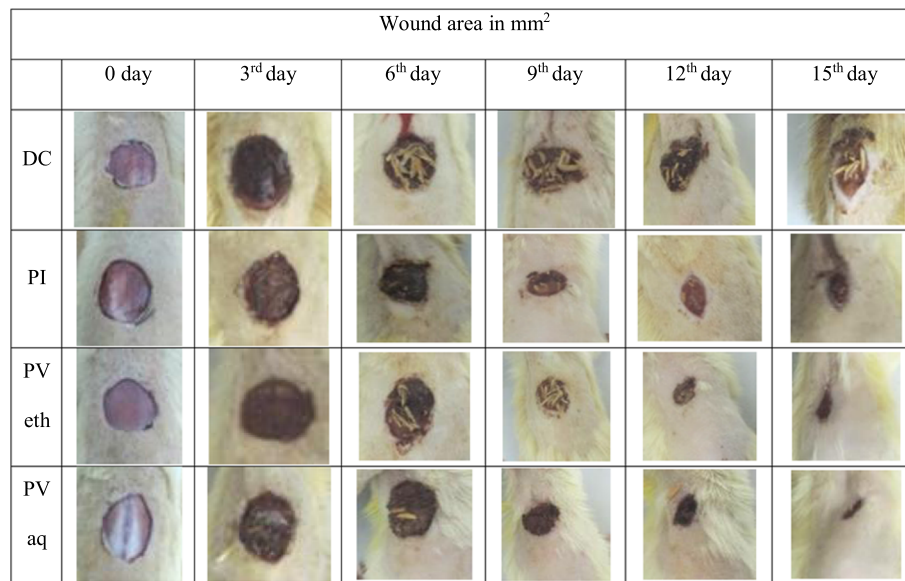 Wound area in mm²
0 day 3rd day 6th day 9th day 12th day 15th day
DC
PI
PV
eth
PV
aq